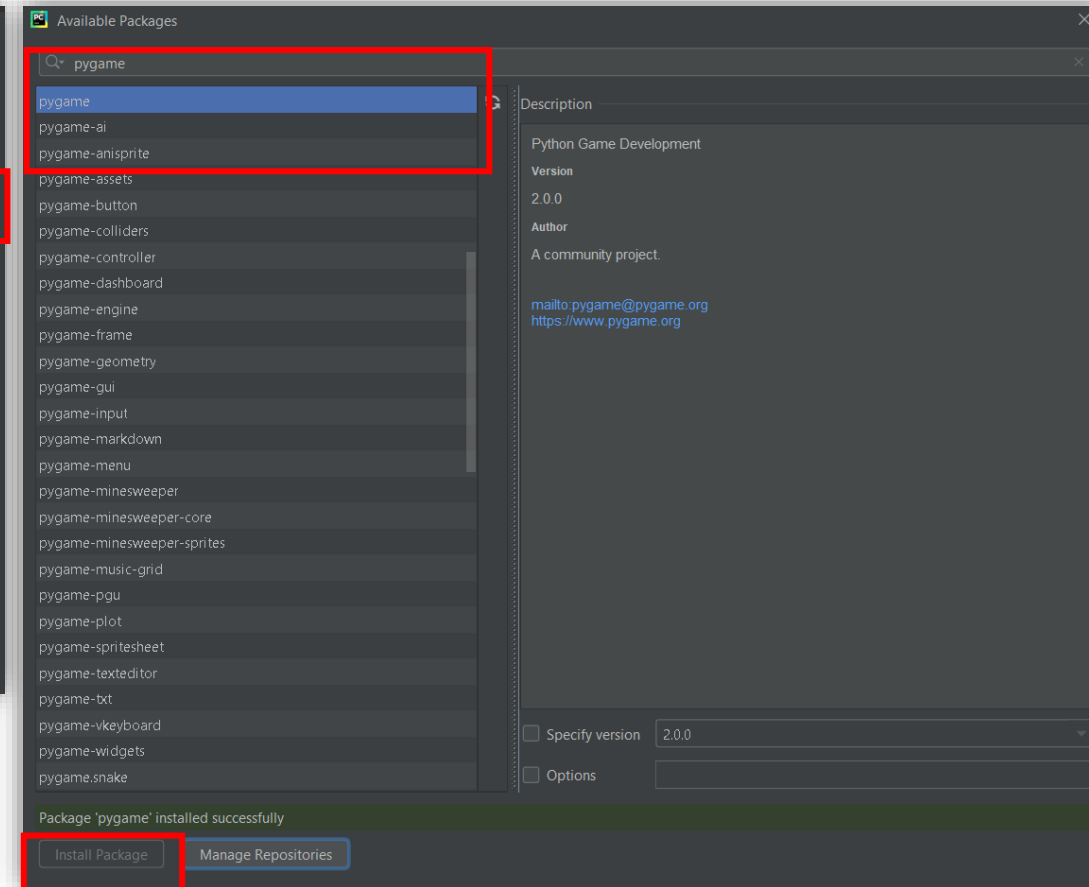 Available Packages
pygame
pygame
pygame-ai
pygame-anisprite
pygame-assets
pygame-button
pygame-colliders
pygame-controller
pygame-dashboard
pygame-engine
pygame-frame
pygame-geometry
pygame-gui
pygame-input
pygame-markdown
pygame-menu
pygame-minesweeper
pygame-minesweeper-core
pygame-minesweeper-sprites
pygame-music-grid
pygame-pgu
pygame-plot
pygame-spritesheet
pygame-texteditor
pygame-txt
pygame-vkeyboard
pygame-widgets
pygame.snake
Description
Python Game Development
Version
2.0.0
Author
A community project.
mailto:pygame@pygame.org
https://www.pygame.org
Specify version 2.0.0
Options
Package 'pygame' installed successfully
Install Package Manage Repositories